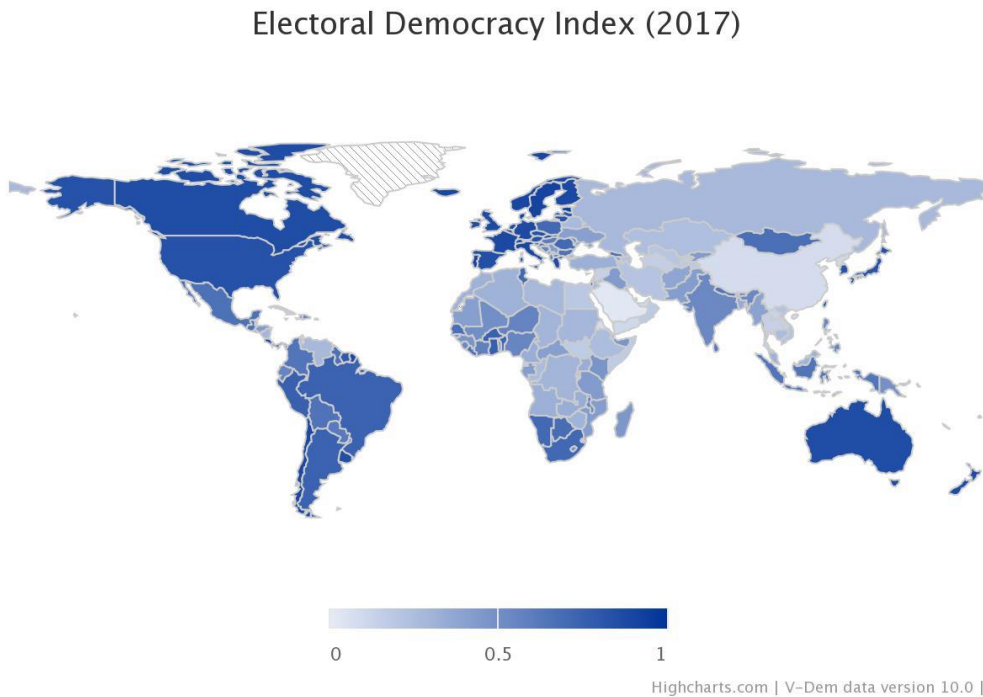 Electoral Democracy Index (2017)
0 0.5 1
Highcharts.com | V-Dem data version 10.0 |